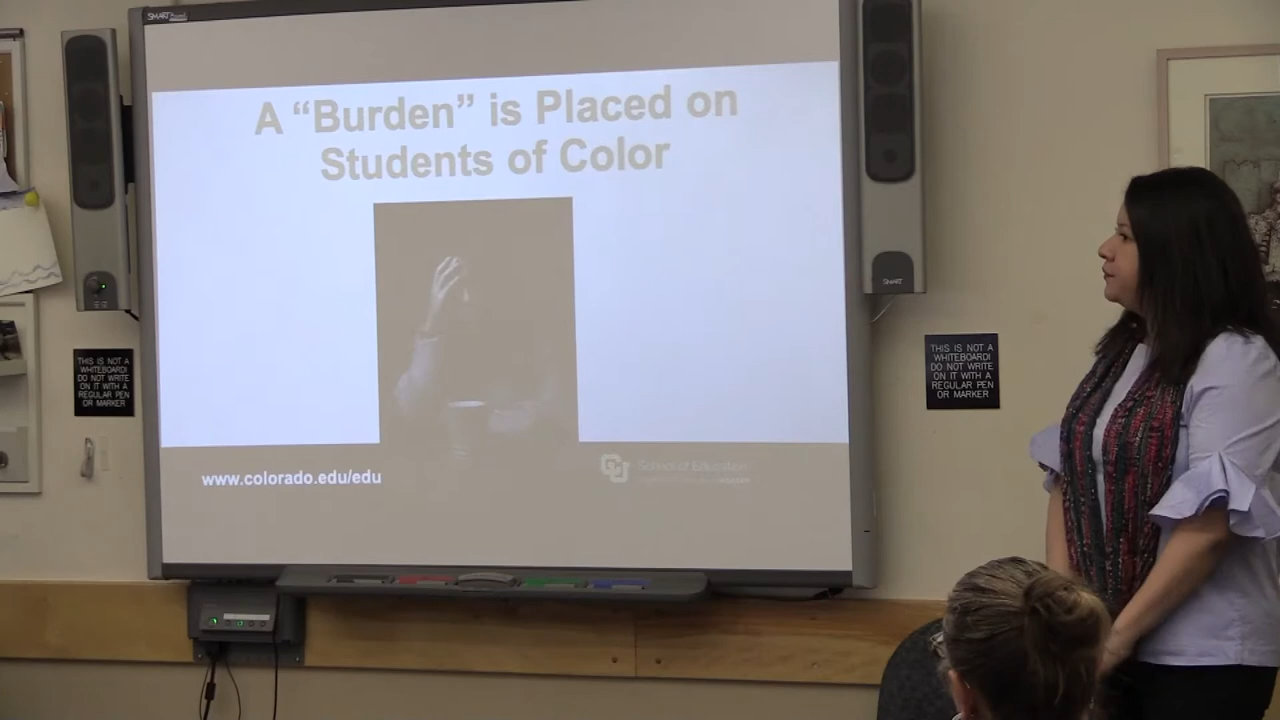 SMART Board
A “Burden” is Placed on
Students of Color
www.colorado.edu/edu
CU
School of Education
SMART
THIS IS NOT A
WHITEBOARD!
DO NOT WRITE
ON IT WITH A
REGULAR PEN
OR MARKER
THIS IS NOT A
WHITEBOARD!
DO NOT WRITE
ON IT WITH A
REGULAR PEN
OR MARKER